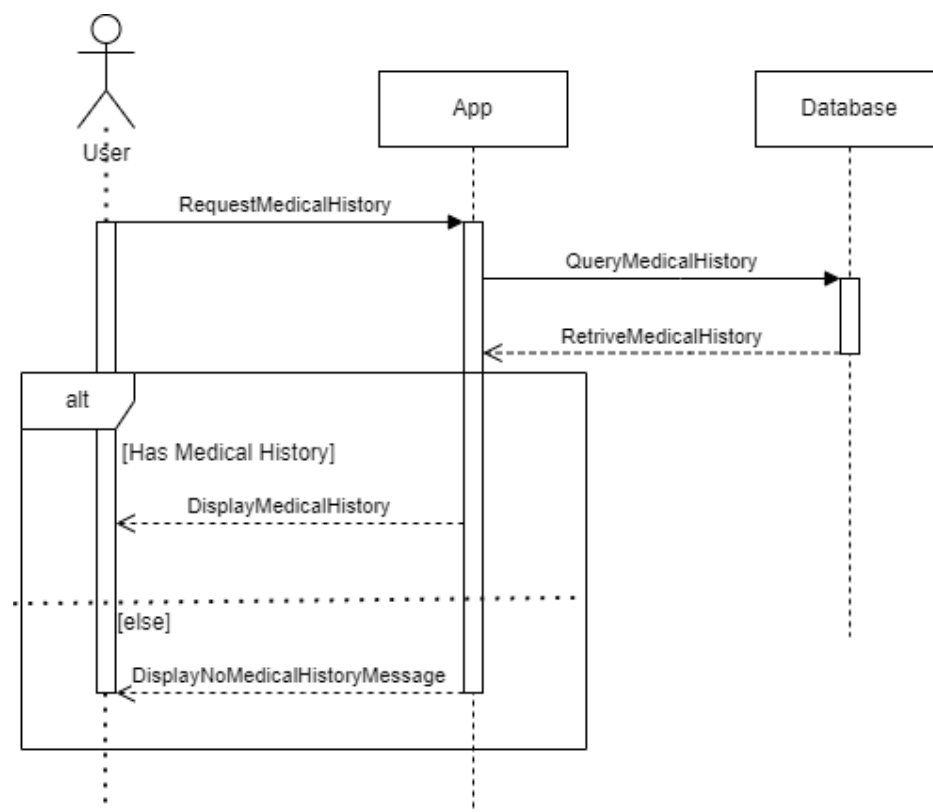 User
App
Database
RequestMedicalHistory
QueryMedicalHistory
RetriveMedicalHistory
alt
[Has Medical History]
DisplayMedicalHistory
[else]
DisplayNoMedicalHistoryMessage